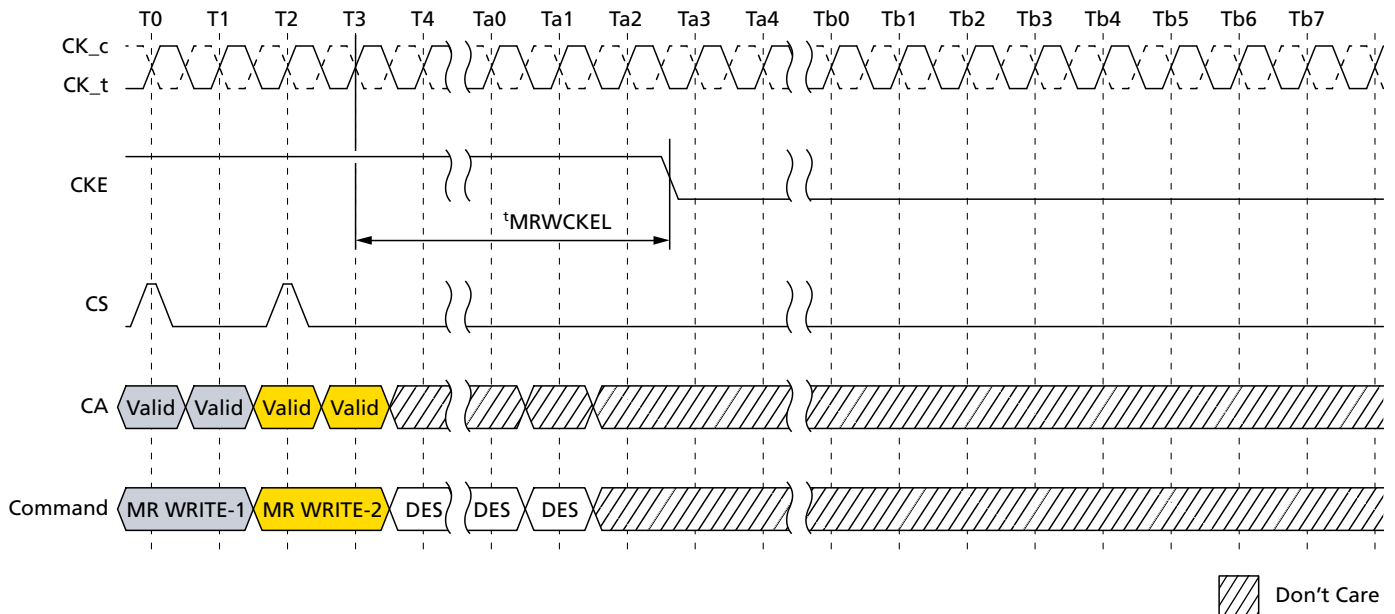 T0 T1 T2 T3 T4 Ta0 Ta1 Ta2 Ta3 Ta4 Tb0 Tb1 Tb2 Tb3 Tb4 Tb5 Tb6 Tb7
CK_c
CK_t
CKE
tMRWCKEL
CS
CA Valid Valid Valid Valid
Command MR WRITE-1 MR WRITE-2 DES DES DES
Don't Care